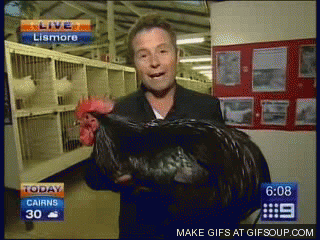 LIVE
Lismore
TODAY
CAIRNS
30
6:08
9
MAKE GIFS AT GIFSOUP.COM